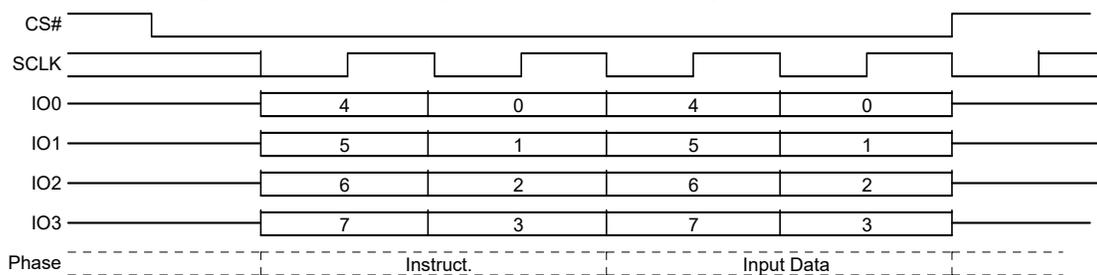 CS#
SCLK
IO0 4 0 4 0
IO1 5 1 5 1
IO2 6 2 6 2
IO3 7 3 7 3
Phase Instruct. Input Data